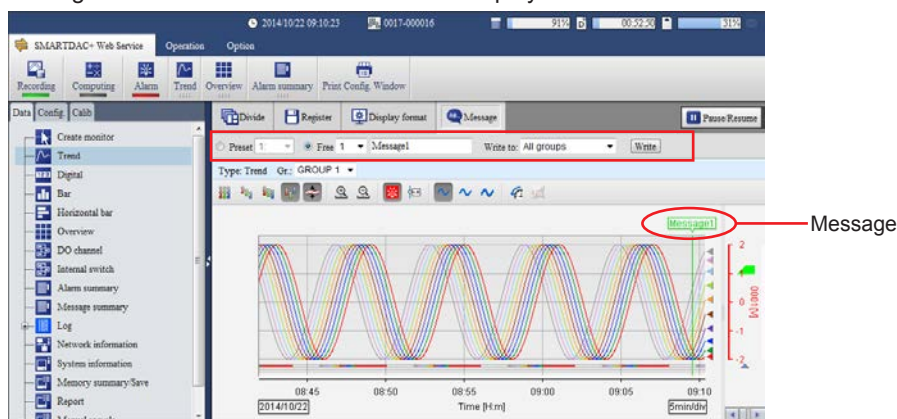 2014/10/22 09:10:23 0017-000016 91% 00:52:50 31%
SMARTDAC+ Web Service Operation Option
Recording Computing Alarm Trend Overview Alarm summary Print Config. Window
Data Config. Calib
Divide Register Display format Message Pause/Resume
Preset 1: Free 1 Message1 Write to: All groups Write
Type: Trend Gr.: GROUP 1
Create monitor
Trend
Digital
Bar
Horizontal bar
Overview
DO channel
Internal switch
Alarm summary
Message summary
Log
Network information
System information
Memory summary/Save
Report
Message1
Message
2
0
-1
-2
0001[V]
08:45 08:50 08:55 09:00 09:05 09:10
2014/10/22 Time [H:m] 5min/div